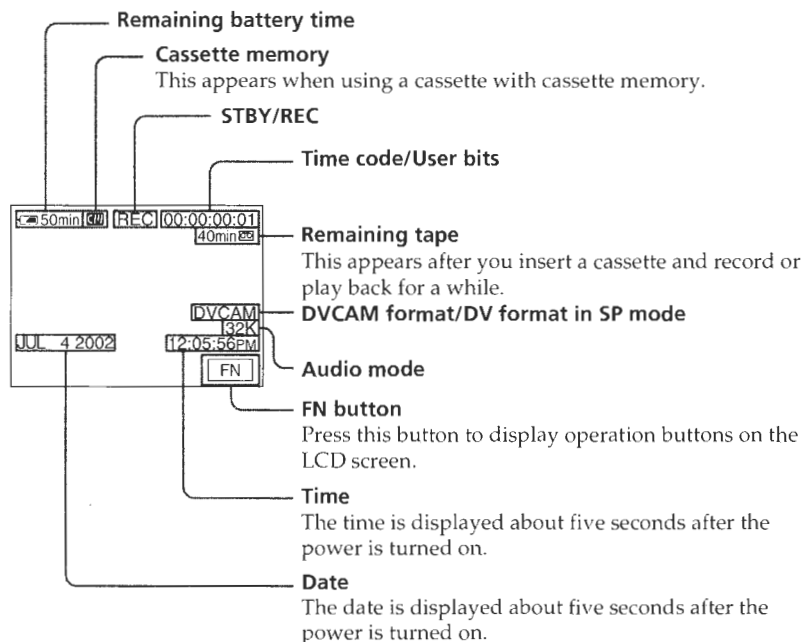 Remaining battery time
Cassette memory
This appears when using a cassette with cassette memory.
STBY/REC
Time code/User bits
50min REC 00:00:00:01
40min
Remaining tape
This appears after you insert a cassette and record or
play back for a while.
DVCAM
DVCAM format/DV format in SP mode
32K
JUL 4 2002 12:05:56PM
Audio mode
FN
FN button
Press this button to display operation buttons on the
LCD screen.
Time
The time is displayed about five seconds after the
power is turned on.
Date
The date is displayed about five seconds after the
power is turned on.